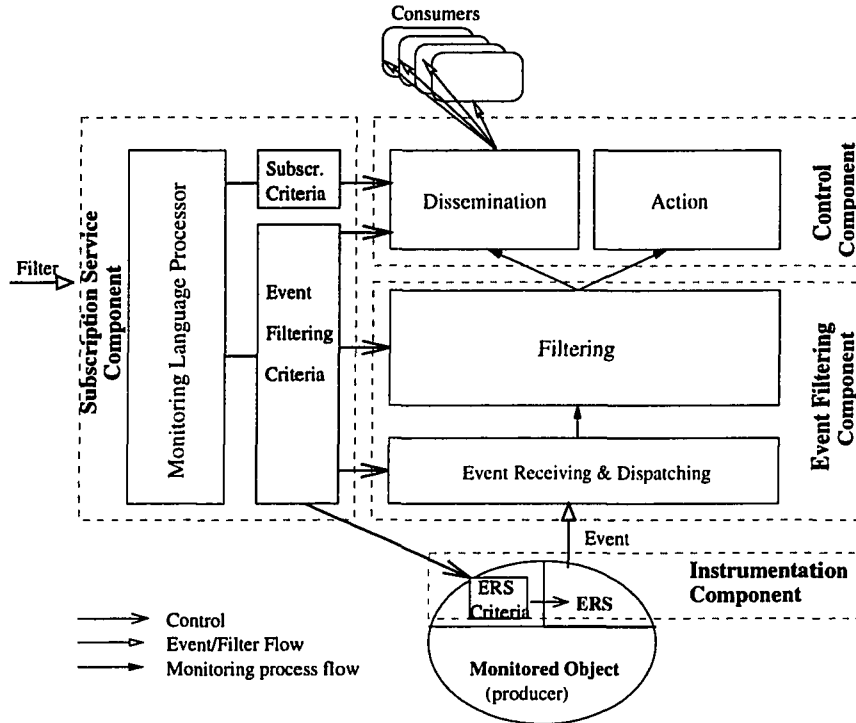 Consumers
Subscription Service
Component
Monitoring Language Processor
Subscr.
Criteria
Dissemination
Action
Control
Component
Filter
Event
Filtering
Criteria
Filtering
Event Filtering
Component
Event Receiving & Dispatching
Event
Instrumentation
Component
ERS
Criteria
ERS
Control
Event/Filter Flow
Monitoring process flow
Monitored Object
(producer)